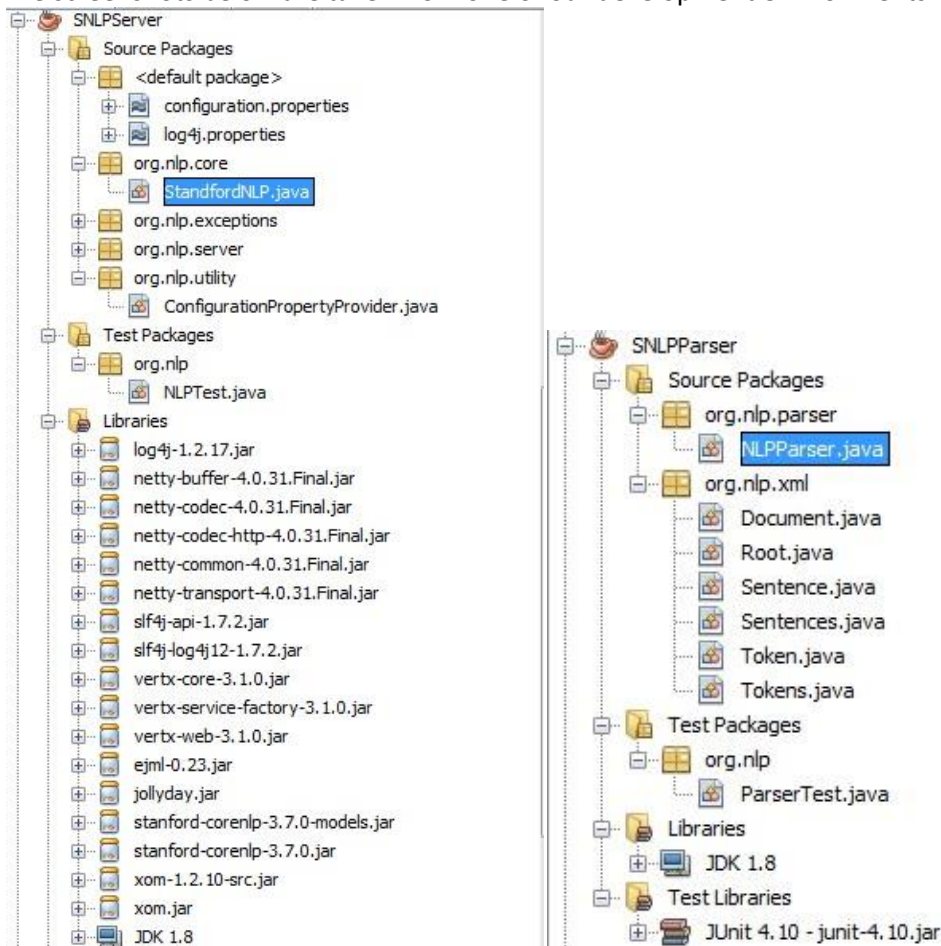 SNLPServer
Source Packages
<default package>
configuration.properties
log4j.properties
org.nlp.core
StandfordNLP.java
org.nlp.exceptions
org.nlp.server
org.nlp.utility
ConfigurationPropertyProvider.java
Test Packages
org.nlp
NLPTest.java
Libraries
log4j-1.2.17.jar
netty-buffer-4.0.31.Final.jar
netty-codec-4.0.31.Final.jar
netty-codec-http-4.0.31.Final.jar
netty-common-4.0.31.Final.jar
netty-transport-4.0.31.Final.jar
slf4j-api-1.7.2.jar
slf4j-log4j12-1.7.2.jar
vertx-core-3.1.0.jar
vertx-service-factory-3.1.0.jar
vertx-web-3.1.0.jar
ejml-0.23.jar
jollyday.jar
stanford-corenlp-3.7.0-models.jar
stanford-corenlp-3.7.0.jar
xom-1.2.10-src.jar
xom.jar
JDK 1.8
SNLPParser
Source Packages
org.nlp.parser
NLPParser.java
org.nlp.xml
Document.java
Root.java
Sentence.java
Sentences.java
Token.java
Tokens.java
Test Packages
org.nlp
ParserTest.java
Libraries
JDK 1.8
Test Libraries
JUnit 4.10 - junit-4.10.jar